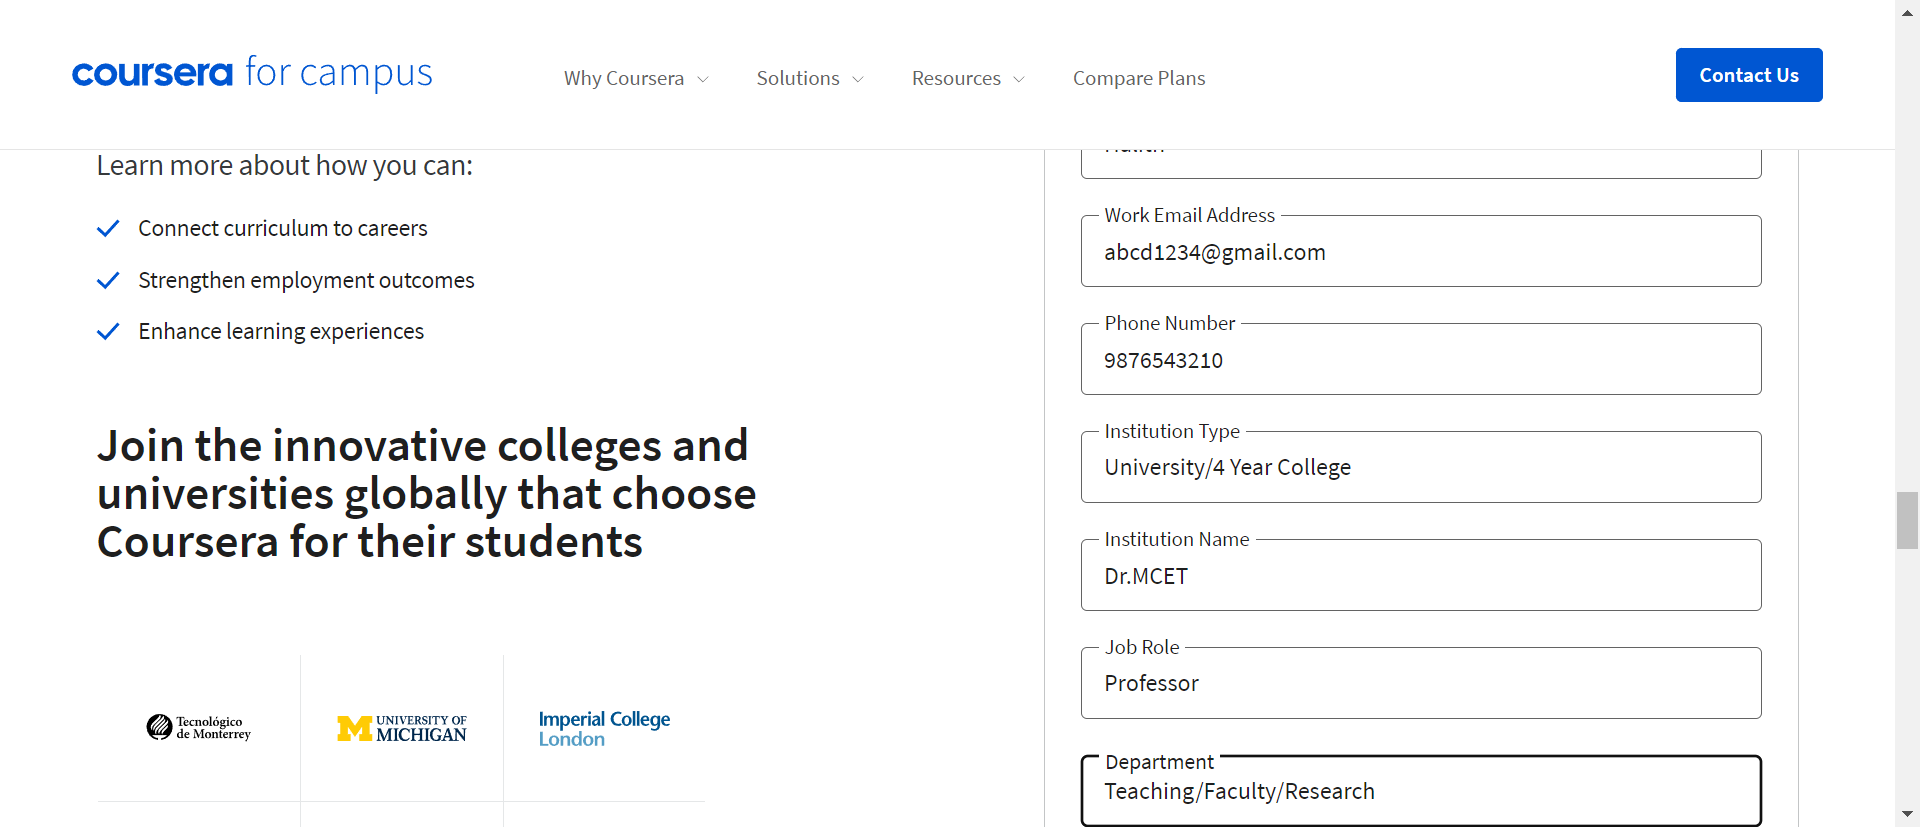 coursera for campus
Why Coursera
Solutions
Resources
Compare Plans
Contact Us
Learn more about how you can:
Connect curriculum to careers
Strengthen employment outcomes
Enhance learning experiences
Join the innovative colleges and
universities globally that choose
Coursera for their students
Tecnológico
de Monterrey
M UNIVERSITY OF
MICHIGAN
Imperial College
London
Work Email Address
abcd1234@gmail.com
Phone Number
9876543210
Institution Type
University/4 Year College
Institution Name
Dr.MCET
Job Role
Professor
Department
Teaching/Faculty/Research